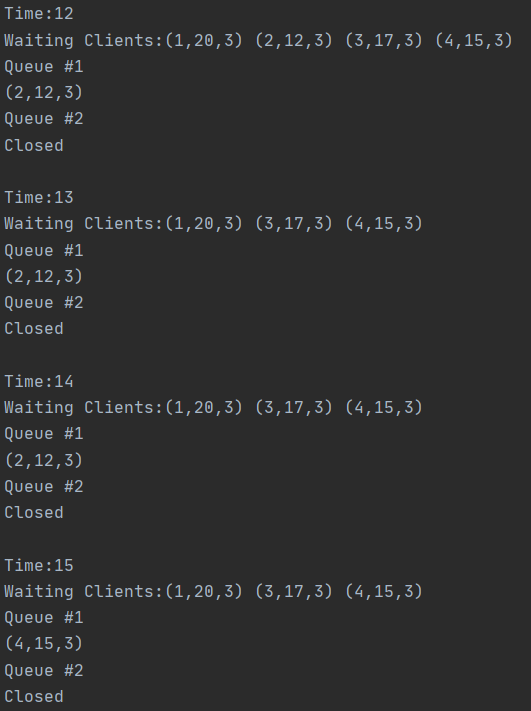 Time:12
Waiting Clients:(1,20,3) (2,12,3) (3,17,3) (4,15,3)
Queue #1
(2,12,3)
Queue #2
Closed
Time:13
Waiting Clients:(1,20,3) (3,17,3) (4,15,3)
Queue #1
(2,12,3)
Queue #2
Closed
Time:14
Waiting Clients:(1,20,3) (3,17,3) (4,15,3)
Queue #1
(2,12,3)
Queue #2
Closed
Time:15
Waiting Clients:(1,20,3) (3,17,3) (4,15,3)
Queue #1
(4,15,3)
Queue #2
Closed